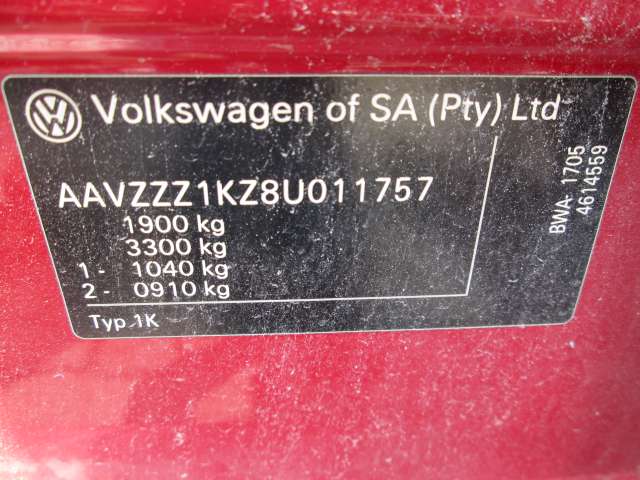 Volkswagen of SA (Pty) Ltd
AAVZZZ1KZ8U011757
1900 kg
3300 kg
1- 1040 kg
2- 0910 kg
Typ 1K
BWA 1705
4614559